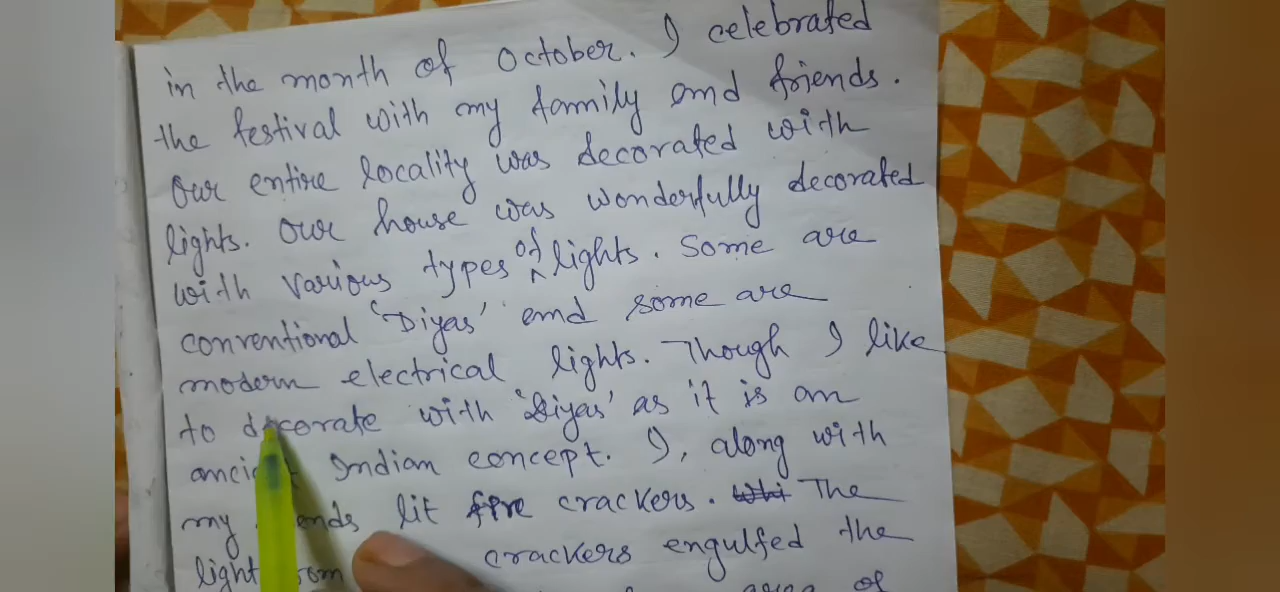 in the month of October. I celebrated
the festival with my family and friends.
Our entire locality was decorated with
lights. Our house was wonderfully decorated
with various types of lights. Some are
conventional 'Diyas' and some are
modern electrical lights. Though I like
to decorate with 'Diyas' as it is an
Indian concept. I, along with
my lit fire crackers. The
light crackers engulfed the
area of